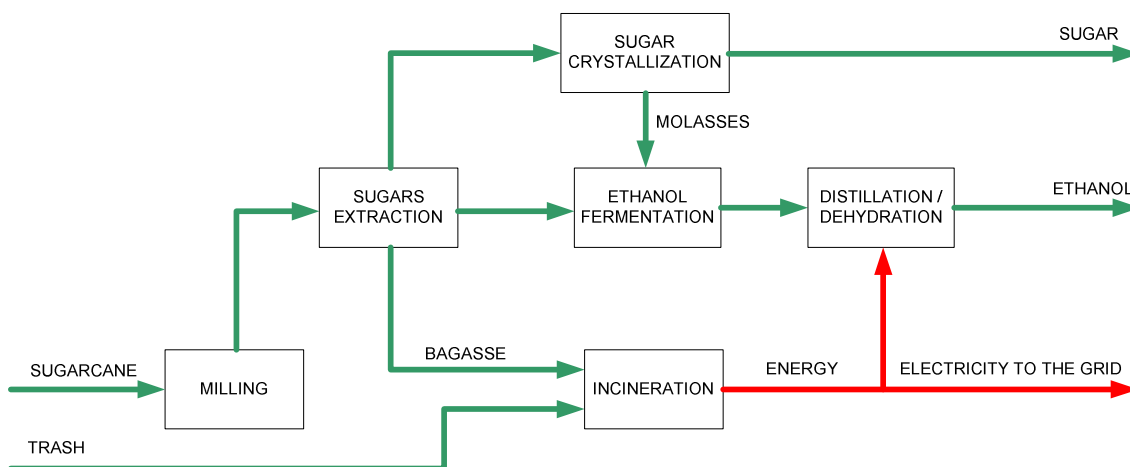 SUGAR
CRYSTALLIZATION
SUGAR
MOLASSES
SUGARS
EXTRACTION
ETHANOL
FERMENTATION
DISTILLATION /
DEHYDRATION
ETHANOL
SUGARCANE
MILLING
BAGASSE
INCINERATION
ENERGY
ELECTRICITY TO THE GRID
TRASH